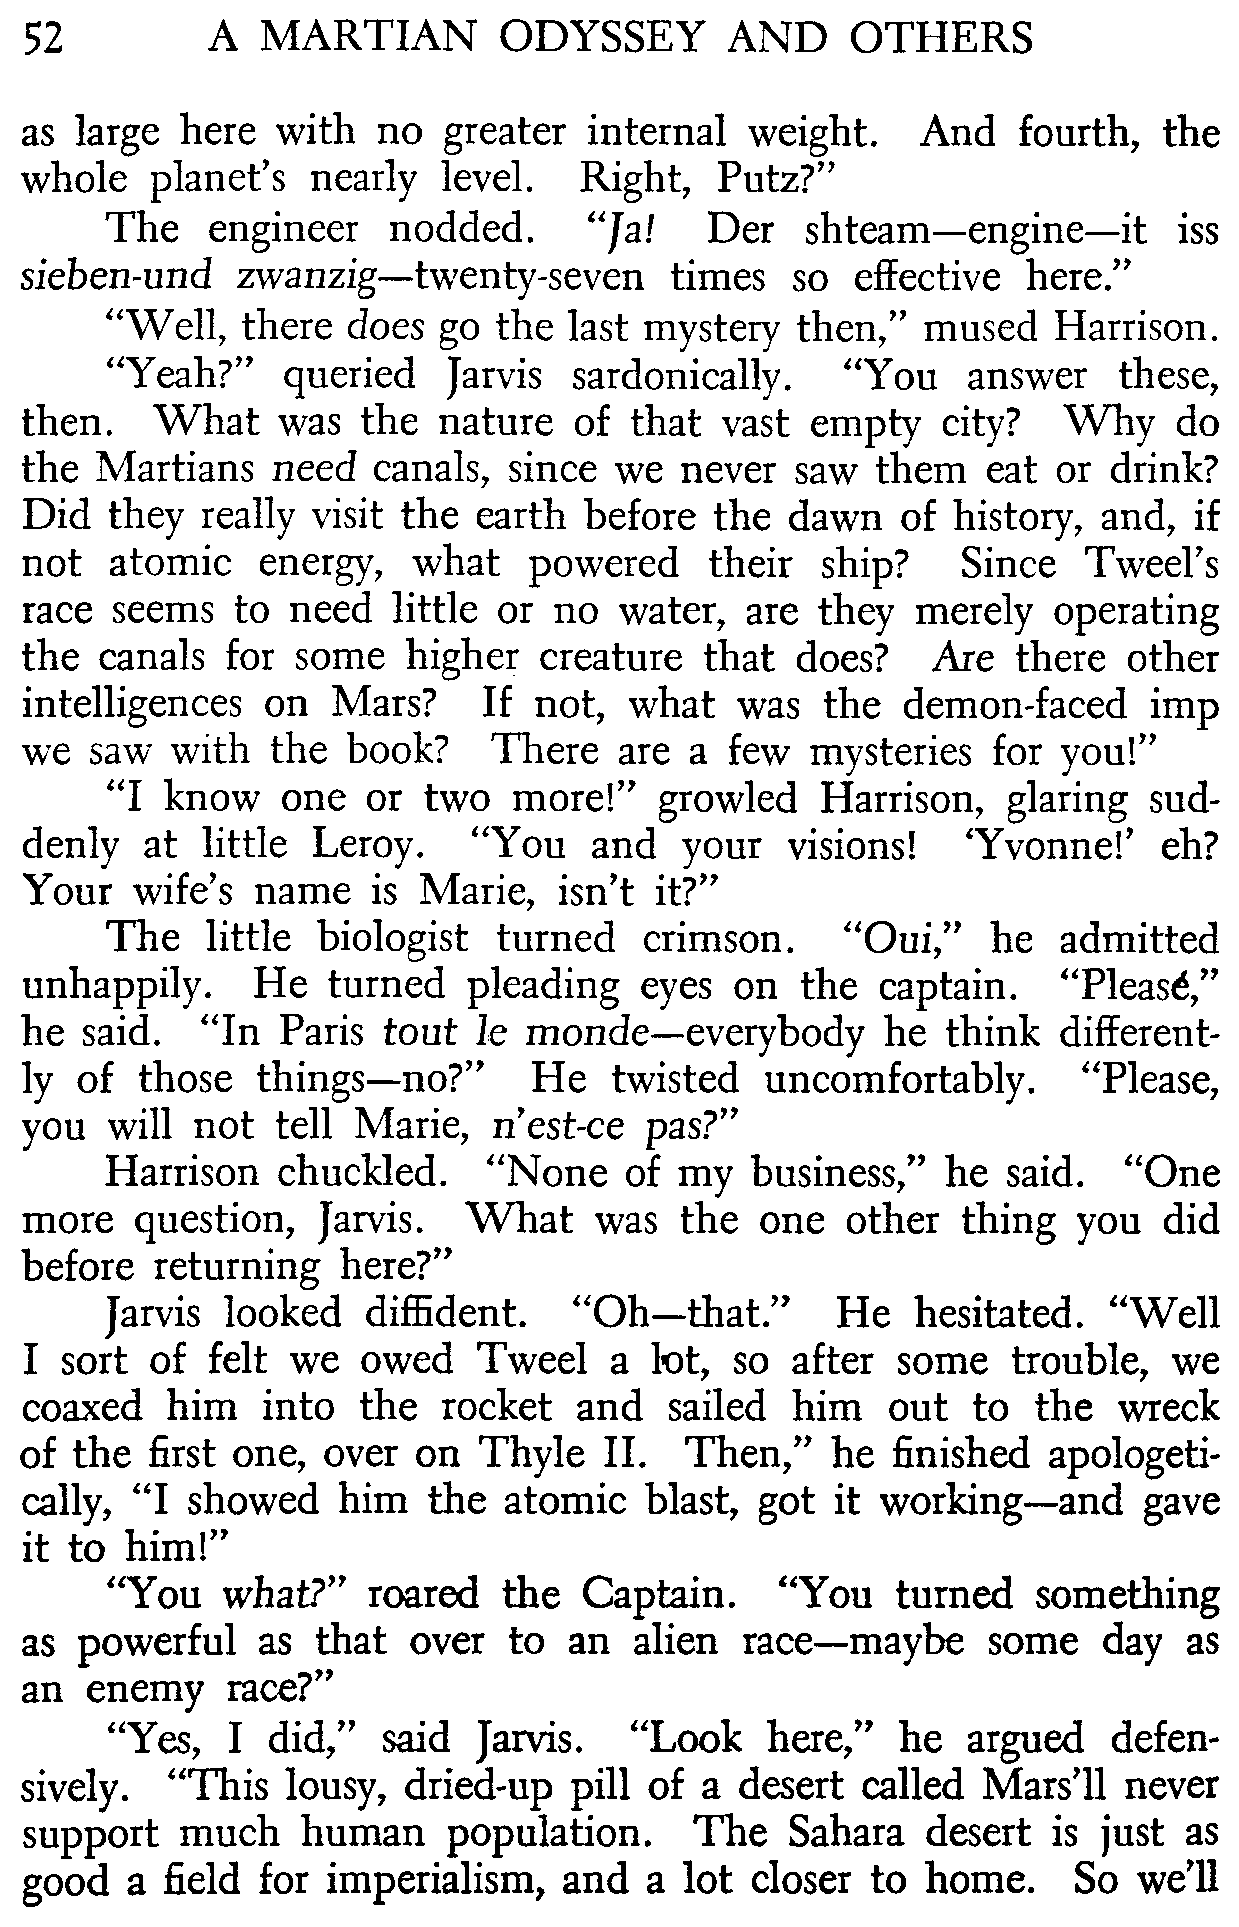 52 A MARTIAN ODYSSEY AND OTHERS
as large here with no greater internal weight. And fourth, the
whole planet's nearly level. Right, Putz?"
The engineer nodded. "Ja! Der shteam—engine—it iss
sieben-und zwanzig—twenty-seven times so effective here."
"Well, there does go the last mystery then," mused Harrison.
"Yeah?" queried Jarvis sardonically. "You answer these,
then. What was the nature of that vast empty city? Why do
the Martians need canals, since we never saw them eat or drink?
Did they really visit the earth before the dawn of history, and, if
not atomic energy, what powered their ship? Since Tweel's
race seems to need little or no water, are they merely operating
the canals for some higher creature that does? Are there other
intelligences on Mars? If not, what was the demon-faced imp
we saw with the book? There are a few mysteries for you!"
"I know one or two more!" growled Harrison, glaring sud-
denly at little Leroy. "You and your visions! 'Yvonne!' eh?
Your wife's name is Marie, isn't it?"
The little biologist turned crimson. "Oui," he admitted
unhappily. He turned pleading eyes on the captain. "Pleasé,"
he said. "In Paris tout le monde—everybody he think different-
ly of those things—no?" He twisted uncomfortably. "Please,
you will not tell Marie, n'est-ce pas?"
Harrison chuckled. "None of my business," he said. "One
more question, Jarvis. What was the one other thing you did
before returning here?"
Jarvis looked diffident. "Oh—that." He hesitated. "Well
I sort of felt we owed Tweel a lot, so after some trouble, we
coaxed him into the rocket and sailed him out to the wreck
of the first one, over on Thyle II. Then," he finished apologeti-
cally, "I showed him the atomic blast, got it working—and gave
it to him!"
"You what?" roared the Captain. "You turned something
as powerful as that over to an alien race—maybe some day as
an enemy race?"
"Yes, I did," said Jarvis. "Look here," he argued defen-
sively. "This lousy, dried-up pill of a desert called Mars'll never
support much human population. The Sahara desert is just as
good a field for imperialism, and a lot closer to home. So we'll